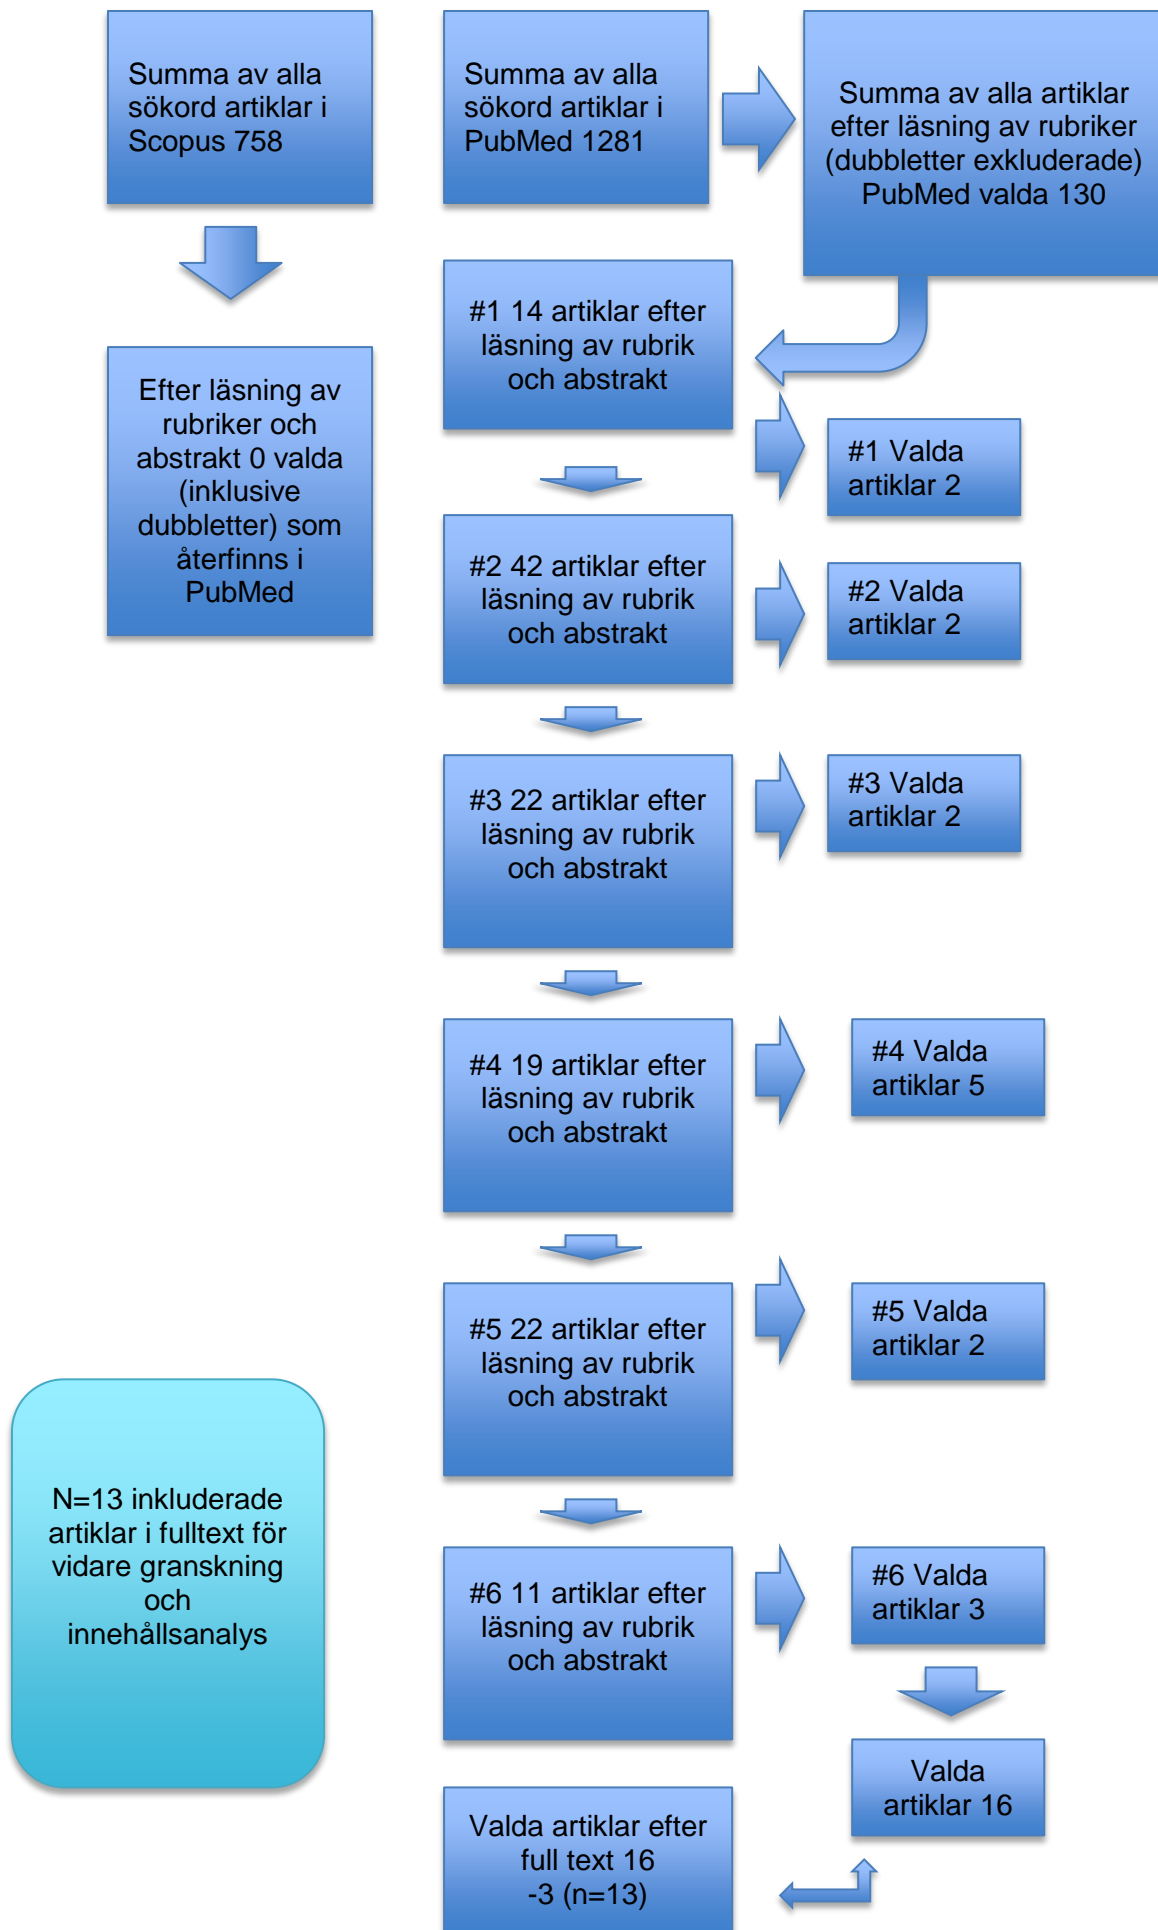 Summa av alla
sökord artiklar i
Scopus 758
Summa av alla
sökord artiklar i
PubMed 1281
Summa av alla artiklar
efter läsning av rubriker
(dubbletter exkluderade)
PubMed valda 130
Efter läsning av
rubriker och
abstrakt 0 valda
(inklusive
dubbletter) som
återfinns i
PubMed
#1 14 artiklar efter
läsning av rubrik
och abstrakt
#1 Valda
artiklar 2
#2 42 artiklar efter
läsning av rubrik
och abstrakt
#2 Valda
artiklar 2
#3 22 artiklar efter
läsning av rubrik
och abstrakt
#3 Valda
artiklar 2
#4 19 artiklar efter
läsning av rubrik
och abstrakt
#4 Valda
artiklar 5
#5 22 artiklar efter
läsning av rubrik
och abstrakt
#5 Valda
artiklar 2
N=13 inkluderade
artiklar i fulltext för
vidare granskning
och
innehållsanalys
#6 11 artiklar efter
läsning av rubrik
och abstrakt
#6 Valda
artiklar 3
Valda
artiklar 16
Valda artiklar efter
full text 16
-3 (n=13)